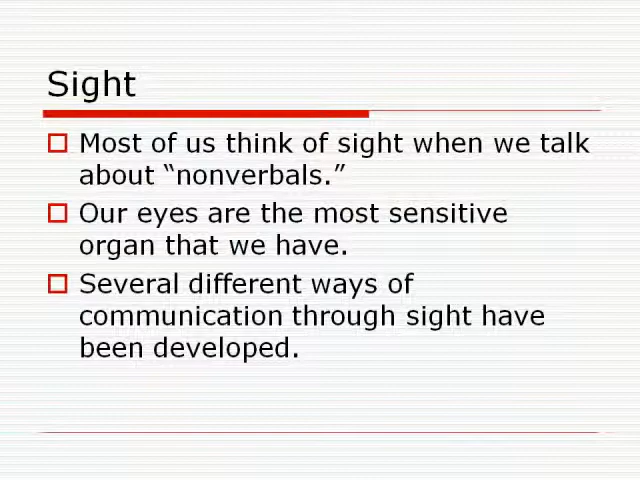 Sight
Most of us think of sight when we talk
about “nonverbals.”
Our eyes are the most sensitive
organ that we have.
Several different ways of
communication through sight have
been developed.